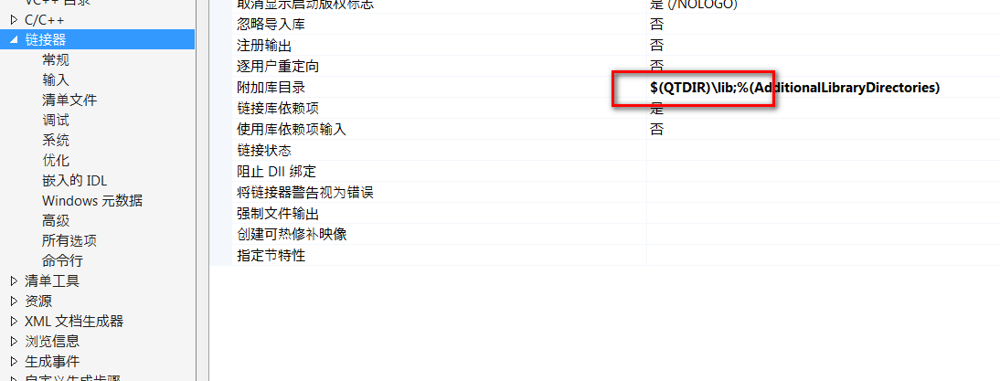 VC++ 目录
C/C++
链接器
常规
输入
清单文件
调试
系统
优化
嵌入的 IDL
Windows 元数据
高级
所有选项
命令行
清单工具
资源
XML 文档生成器
浏览信息
生成事件
自定义生成步骤
取消显示启动版权标志 是 (/NOLOGO)
忽略导入库 否
注册输出 否
逐用户重定向 否
附加库目录 $(QTDIR)\lib;%(AdditionalLibraryDirectories)
链接库依赖项 是
使用库依赖项输入 否
链接状态
阻止 Dll 绑定
将链接器警告视为错误
强制文件输出
创建可热修补映像
指定节特性